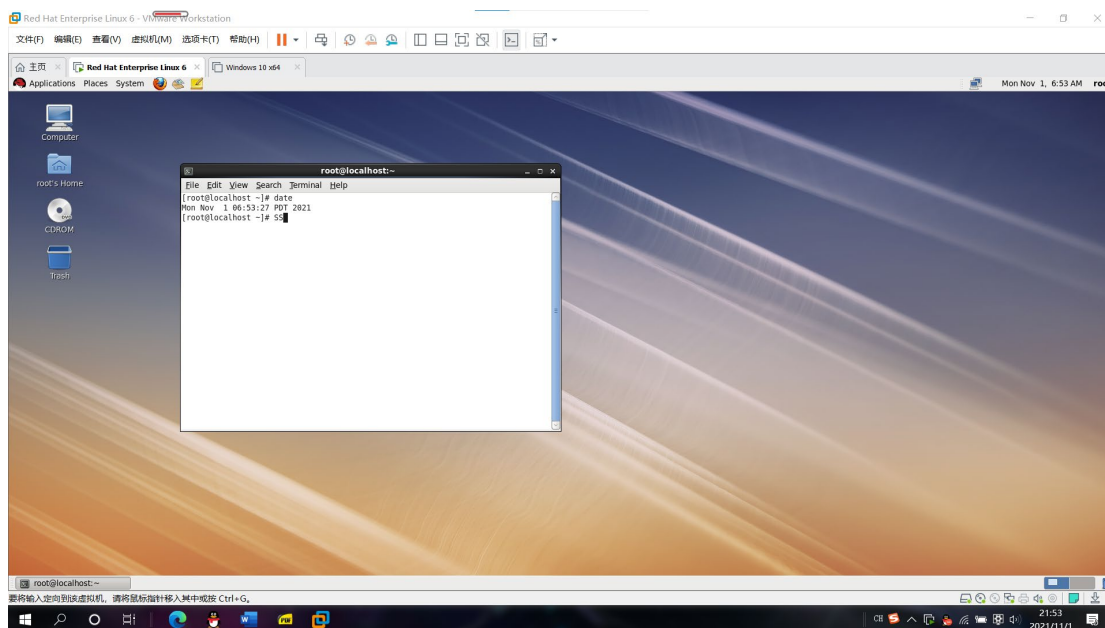 Red Hat Enterprise Linux 6 - VMware Workstation
文件(F) 编辑(E) 查看(V) 虚拟机(M) 选项卡(T) 帮助(H)
主页 Red Hat Enterprise Linux 6 Windows 10 x64
Applications Places System Mon Nov 1, 6:53 AM
Computer
root's Home
CDROM
Trash
root@localhost:~
File Edit View Search Terminal Help
[root@localhost ~]# date
Mon Nov 1 06:53:27 PDT 2021
[root@localhost ~]# SS
root@localhost:~
要将输入定向到该虚拟机，请将鼠标指针移入其中或按 Ctrl+G。
21:53
2021/11/1